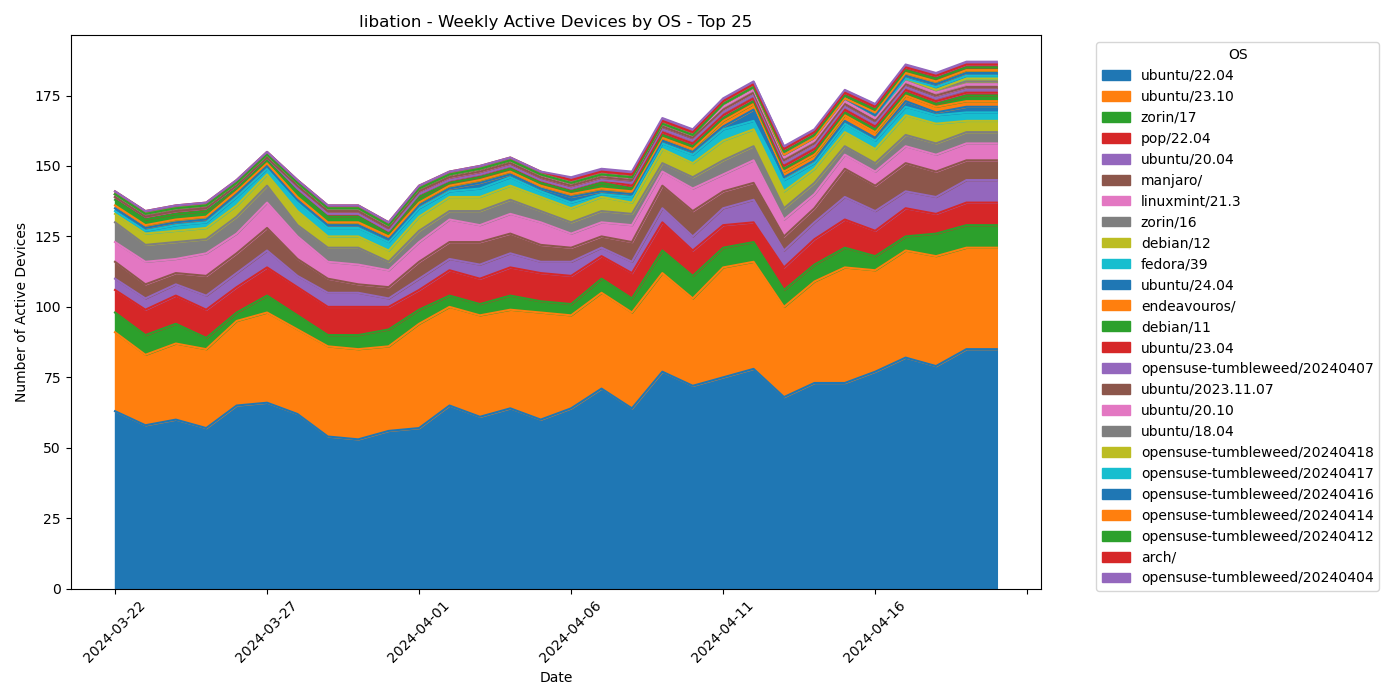 libation - Weekly Active Devices by OS - Top 25
Number of Active Devices
175
150
125
100
75
50
25
0
2024-03-22
2024-03-27
2024-04-01
2024-04-06
2024-04-11
2024-04-16
Date
OS
ubuntu/22.04
ubuntu/23.10
zorin/17
pop/22.04
ubuntu/20.04
manjaro/
linuxmint/21.3
zorin/16
debian/12
fedora/39
ubuntu/24.04
endeavouros/
debian/11
ubuntu/23.04
opensuse-tumbleweed/20240407
ubuntu/2023.11.07
ubuntu/20.10
ubuntu/18.04
opensuse-tumbleweed/20240418
opensuse-tumbleweed/20240417
opensuse-tumbleweed/20240416
opensuse-tumbleweed/20240414
opensuse-tumbleweed/20240412
arch/
opensuse-tumbleweed/20240404